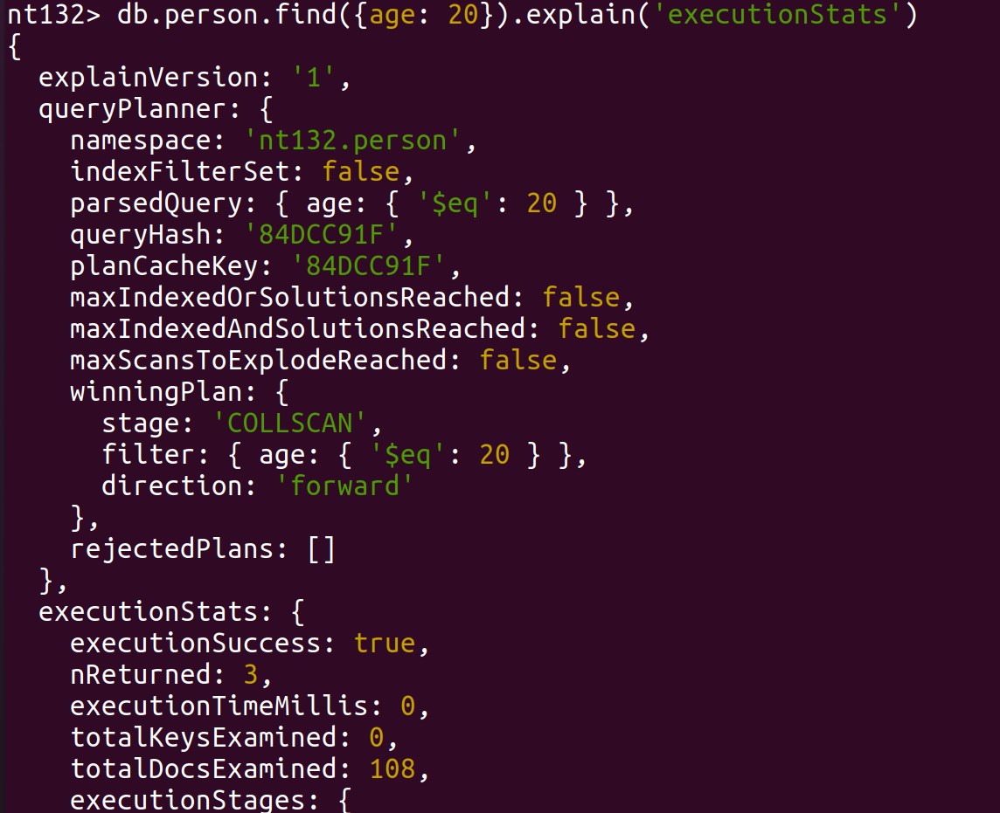 nt132> db.person.find({age: 20}).explain('executionStats')
{
  explainVersion: '1',
  queryPlanner: {
    namespace: 'nt132.person',
    indexFilterSet: false,
    parsedQuery: { age: { '$eq': 20 } },
    queryHash: '84DCC91F',
    planCacheKey: '84DCC91F',
    maxIndexedOrSolutionsReached: false,
    maxIndexedAndSolutionsReached: false,
    maxScansToExplodeReached: false,
    winningPlan: {
      stage: 'COLLSCAN',
      filter: { age: { '$eq': 20 } },
      direction: 'forward'
    },
    rejectedPlans: []
  },
  executionStats: {
    executionSuccess: true,
    nReturned: 3,
    executionTimeMillis: 0,
    totalKeysExamined: 0,
    totalDocsExamined: 108,
    executionStages: {